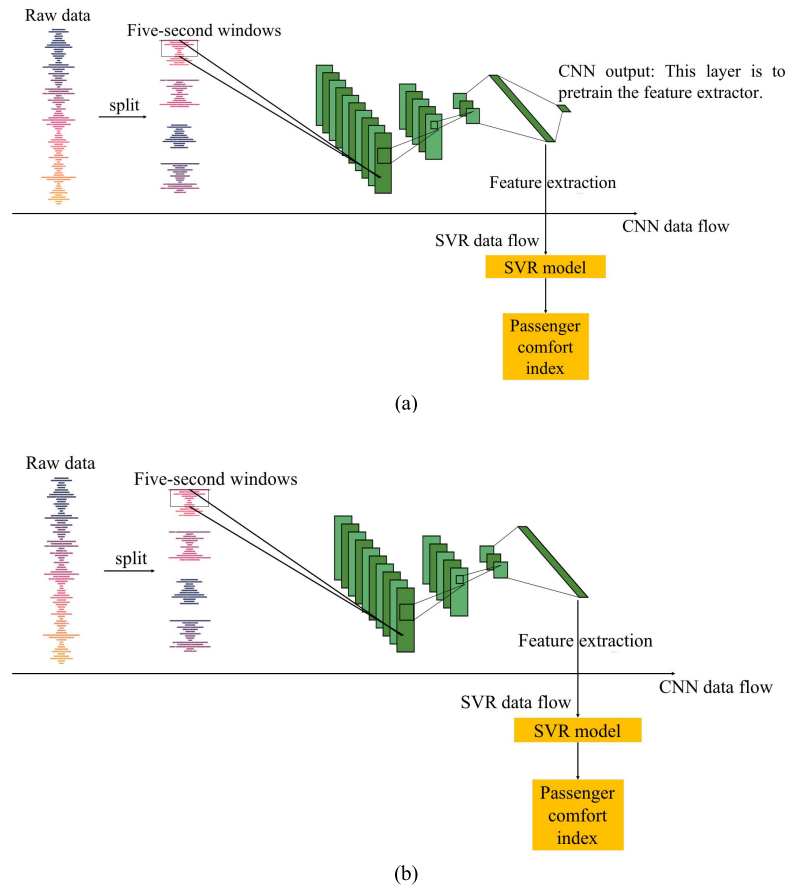 Raw data
Five-second windows
CNN output: This layer is to
pretrain the feature extractor.
split
Feature extraction
CNN data flow
SVR data flow
SVR model
Passenger
comfort
index
(a)
Raw data
Five-second windows
split
Feature extraction
CNN data flow
SVR data flow
SVR model
Passenger
comfort
index
(b)